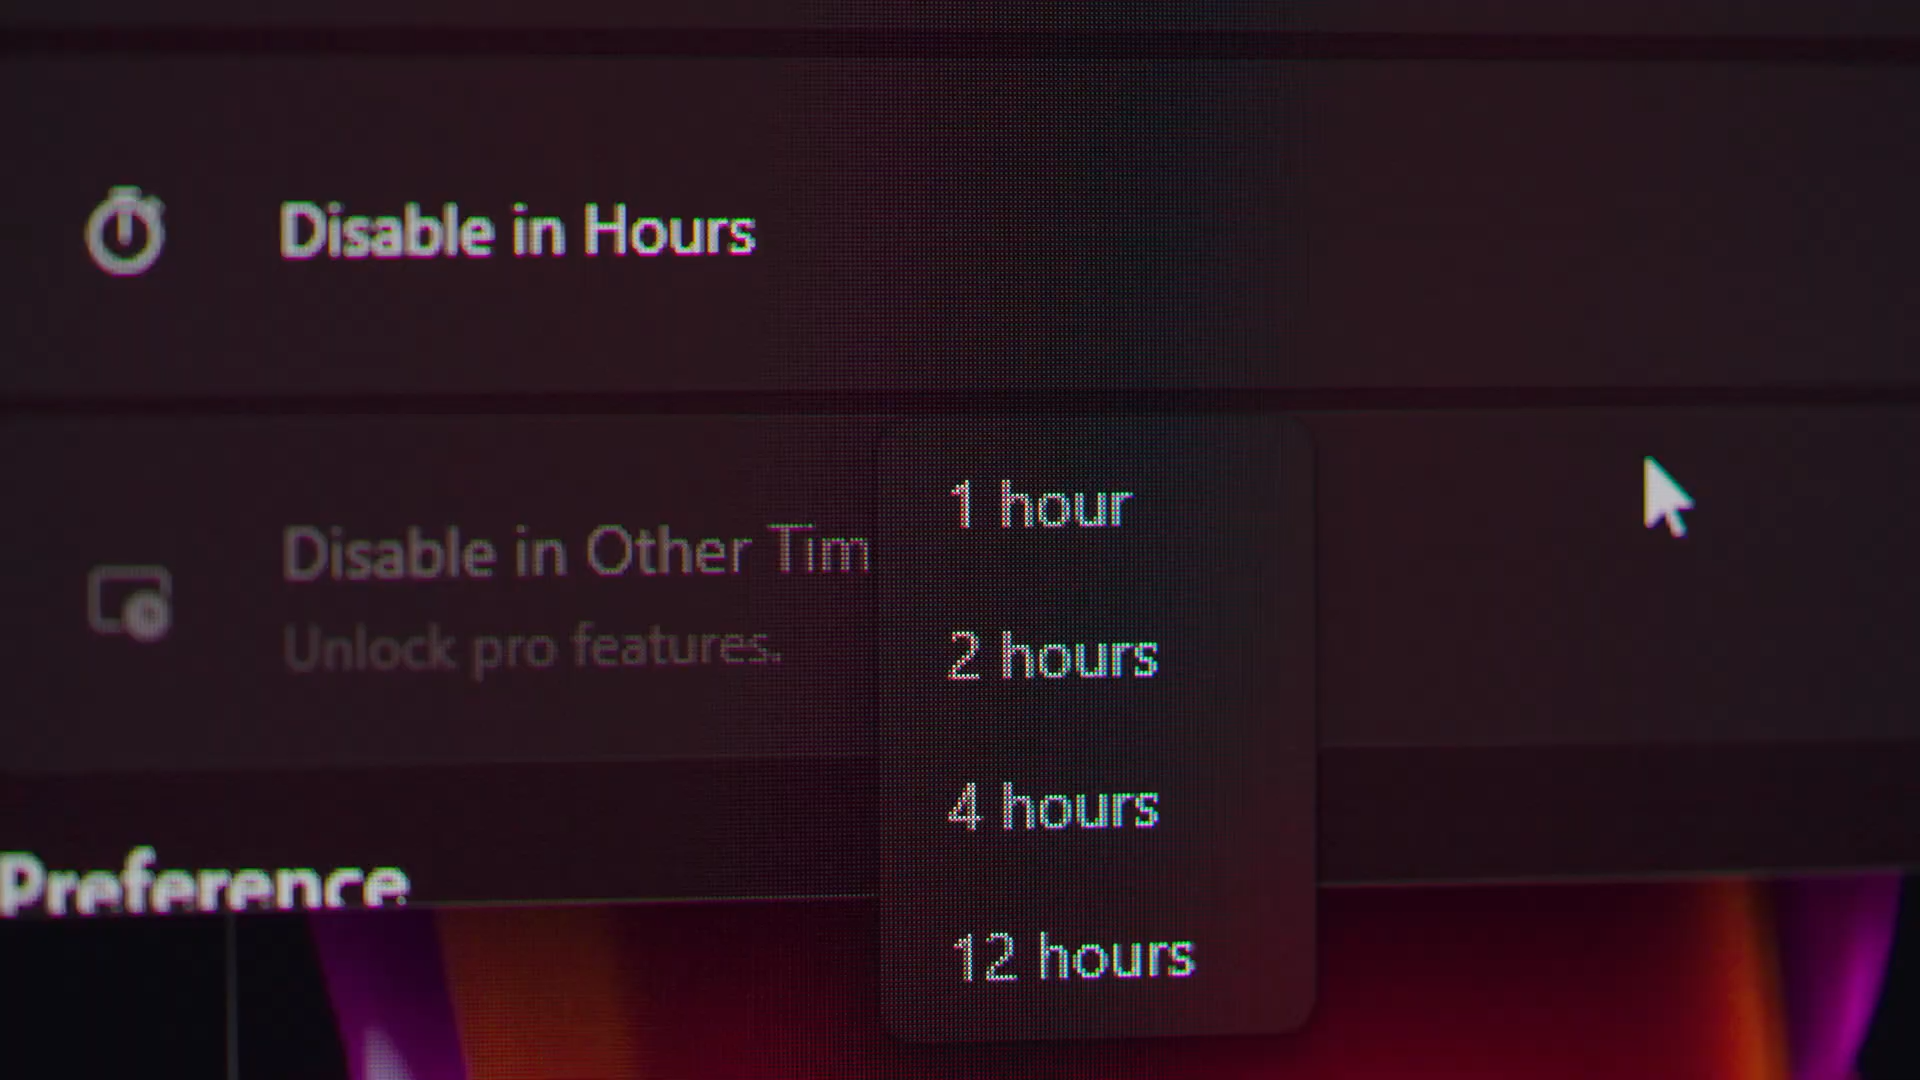 Disable in Hours
Disable in Other Tim
Unlock pro features.
1 hour
2 hours
4 hours
12 hours
Preference